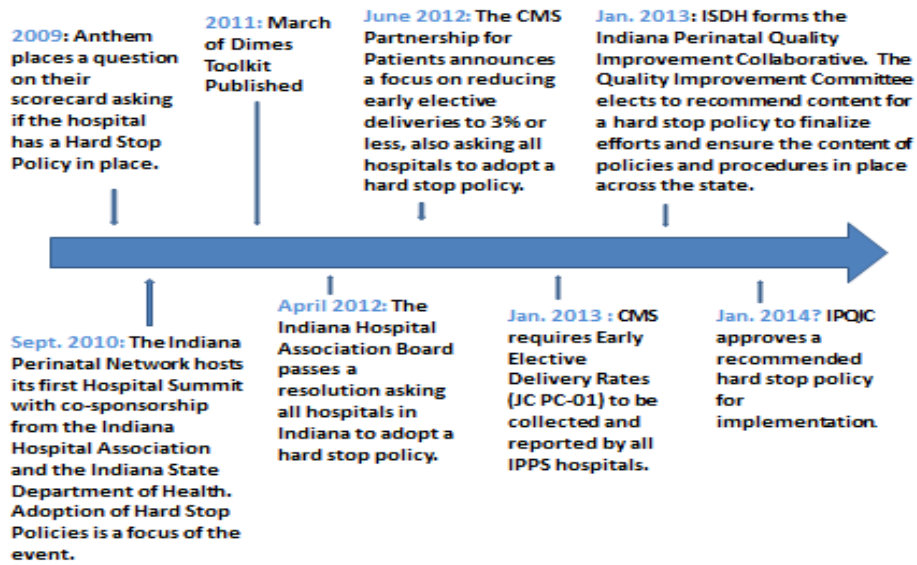 2009: Anthem
places a question
on their
scorecard asking
if the hospital
has a Hard Stop
Policy in place.
2011: March
of Dimes
Toolkit
Published
June 2012: The CMS
Partnership for
Patients announces
a focus on reducing
early elective
deliveries to 3% or
less, also asking all
hospitals to adopt a
hard stop policy.
Jan. 2013: ISDH forms the
Indiana Perinatal Quality
Improvement Collaborative. The
Quality Improvement Committee
elects to recommend content for
a hard stop policy to finalize
efforts and ensure the content of
policies and procedures in place
across the state.
Sept. 2010: The Indiana
Perinatal Network hosts
its first Hospital Summit
with co-sponsorship
from the Indiana
Hospital Association
and the Indiana State
Department of Health.
Adoption of Hard Stop
Policies is a focus of the
event.
April 2012: The
Indiana Hospital
Association Board
passes a
resolution asking
all hospitals in
Indiana to adopt a
hard stop policy.
Jan. 2013 : CMS
requires Early
Elective
Delivery Rates
(JC PC-01) to be
collected and
reported by all
IPPS hospitals.
Jan. 2014? IPQIC
approves a
recommended
hard stop policy
for
implementation.